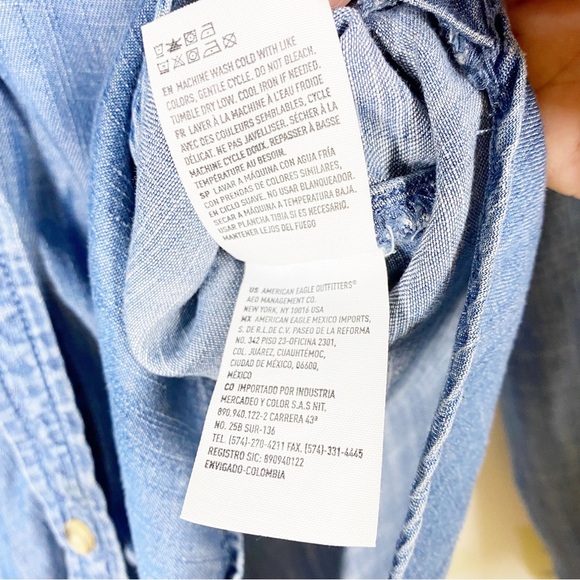 EN MACHINE WASH COLD WITH LIKE
COLORS, GENTLE CYCLE. DO NOT BLEACH.
TUMBLE DRY LOW. COOL IRON IF NEEDED.
FR LAVER À LA MACHINE À L'EAU FROIDE
AVEC DES COULEURS SEMBLABLES, CYCLE
DÉLICAT. NE PAS JAVELLISER. SÉCHER À LA
MACHINE CYCLE DOUX. REPASSER À BASSE
TEMPÉRATURE AU BESOIN.
SP LAVAR A MÁQUINA CON AGUA FRÍA
CON PRENDAS DE COLORES SIMILARES,
EN CICLO SUAVE. NO USAR BLANQUEADOR.
SECAR A MÁQUINA A TEMPERATURA BAJA.
USAR PLANCHA TIBIA SI ES NECESARIO.
MANTENER LEJOS DEL FUEGO
US AMERICAN EAGLE OUTFITTERS®
AEO MANAGEMENT CO.
NEW YORK, NY 10016 USA
MX AMERICAN EAGLE MEXICO IMPORTS,
S. DE R.L.DE C.V. PASEO DE LA REFORMA
NO. 342 PISO 23-OFICINA 2301,
COL. JUÁREZ, CUAUHTÉMOC,
CIUDAD DE MÉXICO, 06600,
MÉXICO
CO IMPORTADO POR INDUSTRIA
MERCADEO Y COLOR S.A.S NIT.
890.940.122-2 CARRERA 43ª
NO. 25B SUR-136
TEL. (574)-270-4211 FAX. (574)-331-4445
REGISTRO SIC: 890940122
ENVIGADO-COLOMBIA